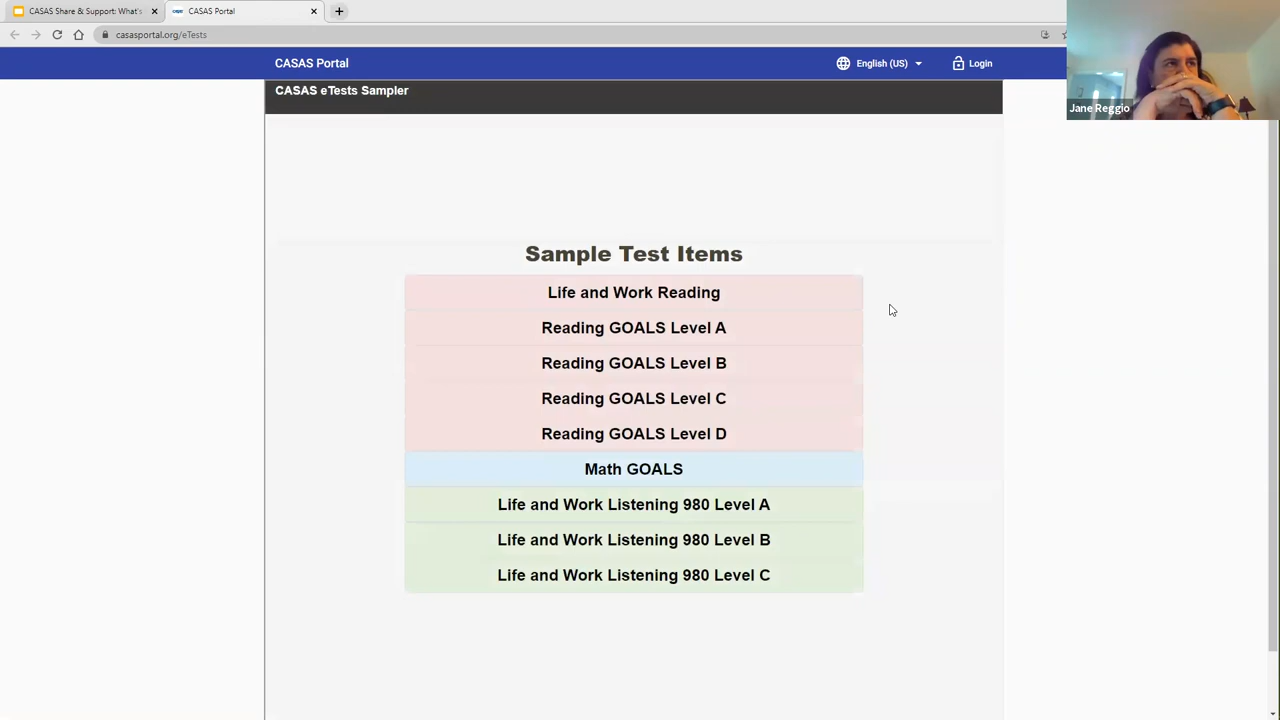 CASAS Share & Support: What's
CASAS Portal
casasportal.org/eTests
CASAS Portal
English (US)
Login
CASAS eTests Sampler
Jane Reggio
Sample Test Items
Life and Work Reading
Reading GOALS Level A
Reading GOALS Level B
Reading GOALS Level C
Reading GOALS Level D
Math GOALS
Life and Work Listening 980 Level A
Life and Work Listening 980 Level B
Life and Work Listening 980 Level C